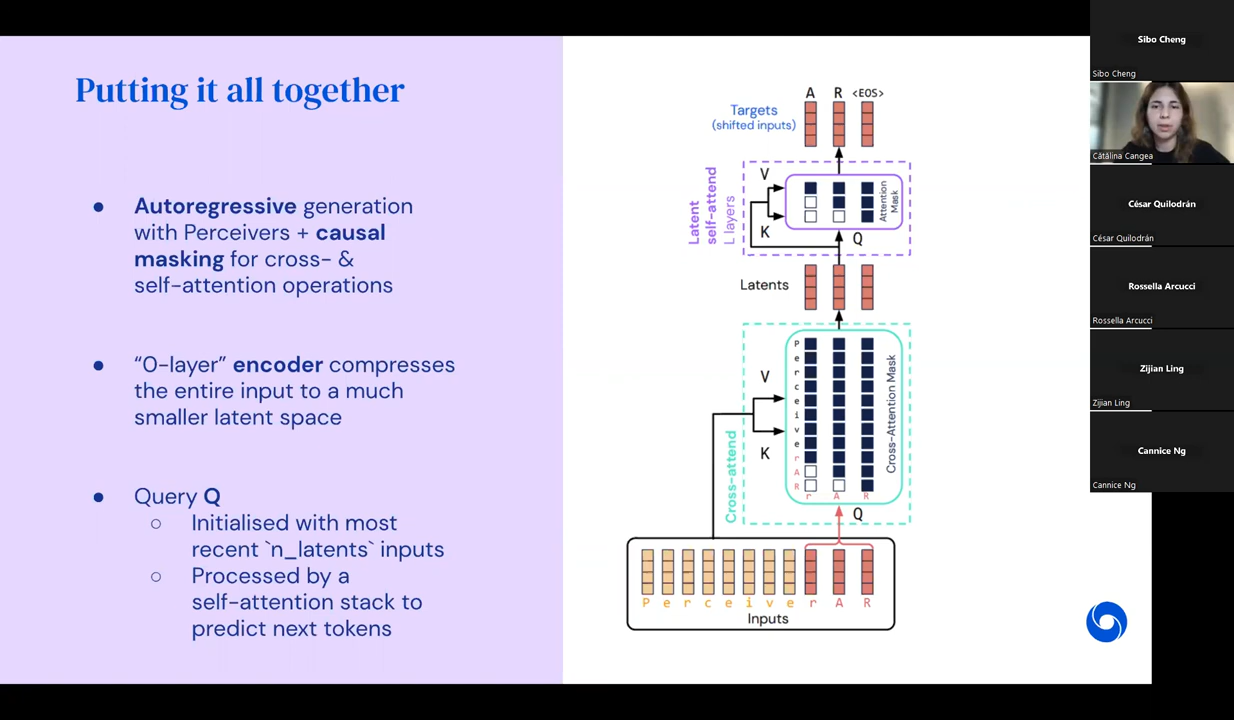 Putting it all together
● Autoregressive generation
with Perceivers + causal
masking for cross- &
self-attention operations
● “0-layer” encoder compresses
the entire input to a much
smaller latent space
● Query Q
○ Initialised with most
recent `n_latents` inputs
○ Processed by a
self-attention stack to
predict next tokens
A R <EOS>
Targets
(shifted inputs)
Latent
self-attend
L layers
V
K
Q
Attention
Mask
Latents
Cross-attend
V
K
P
e
r
c
e
i
v
e
r
A
R
r A R
Cross-Attention Mask
Q
P e r c e i v e r A R
Inputs
Sibo Cheng
Sibo Cheng
Cătălina Cangea
César Quilodrán
César Quilodrán
Rossella Arcucci
Rossella Arcucci
Zijian Ling
Zijian Ling
Cannice Ng
Cannice Ng